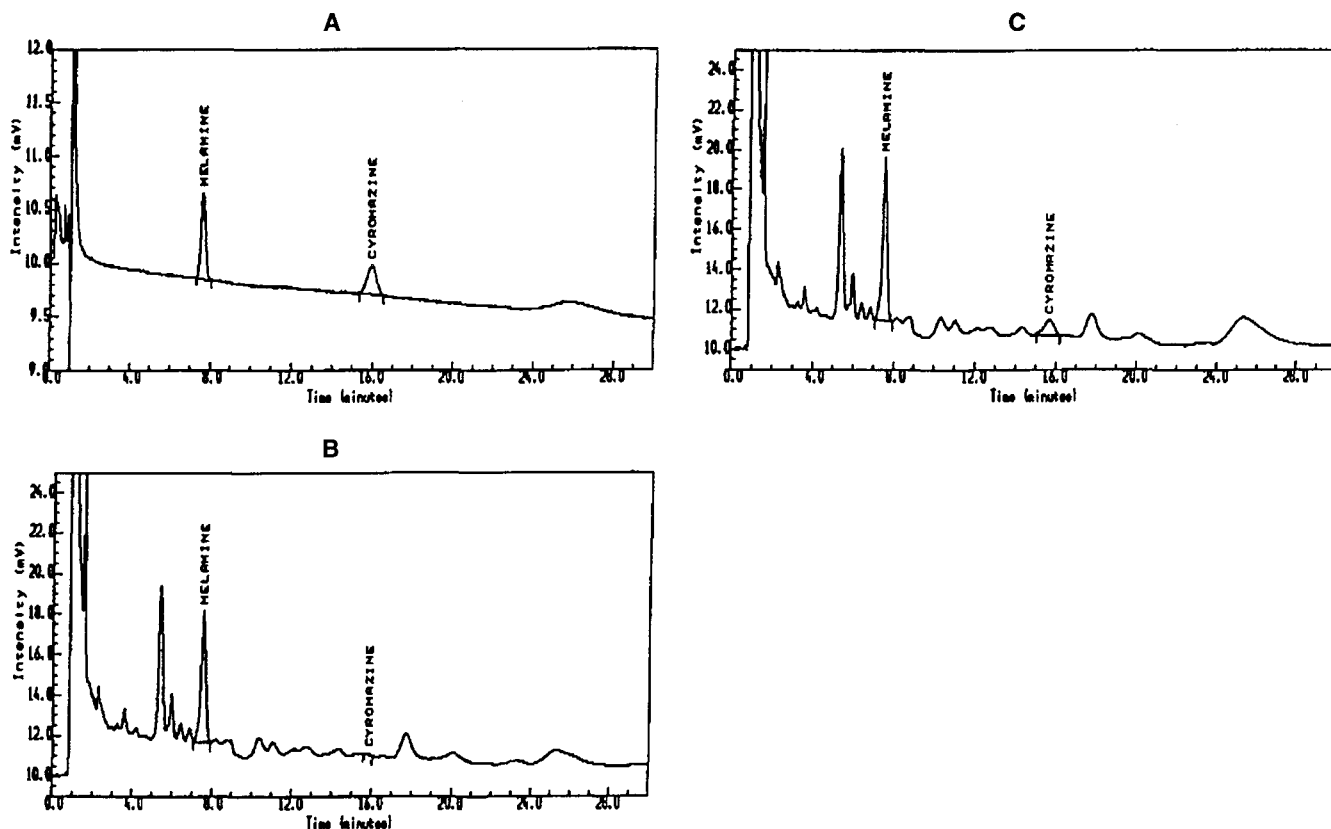 A
12.0
11.5
11.0
10.5
10.0
9.5
9.0
Intensity (mV)
MELAMINE
CYROMAZINE
0.0 4.0 8.0 12.0 16.0 20.0 24.0 28.0
Time (minutes)
C
24.0
22.0
20.0
18.0
16.0
14.0
12.0
10.0
Intensity (mV)
MELAMINE
CYROMAZINE
0.0 4.0 8.0 12.0 16.0 20.0 24.0 28.0
Time (minutes)
B
24.0
22.0
20.0
18.0
16.0
14.0
12.0
10.0
Intensity (mV)
MELAMINE
CYROMAZINE
0.0 4.0 8.0 12.0 16.0 20.0 24.0 28.0
Time (minutes)